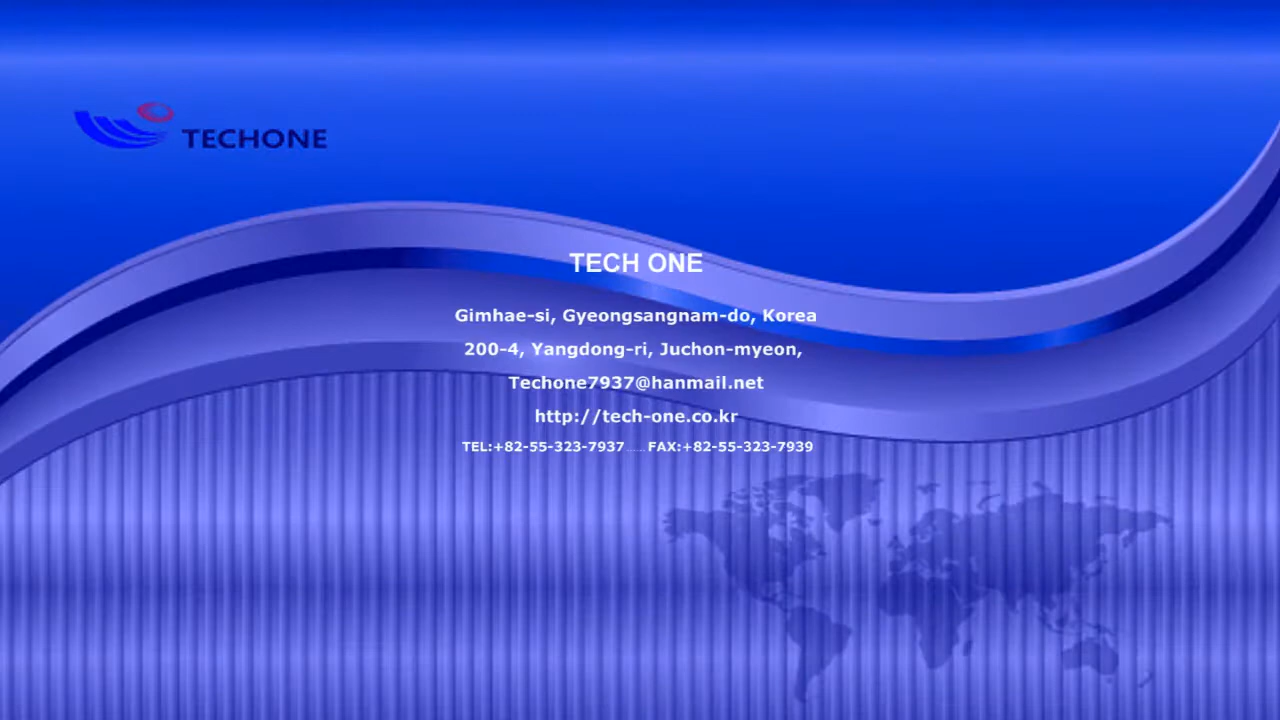 TECHONE
TECH ONE
Gimhae-si, Gyeongsangnam-do, Korea
200-4, Yangdong-ri, Juchon-myeon,
Techone7937@hanmail.net
http://tech-one.co.kr
TEL:+82-55-323-7937 ...... FAX:+82-55-323-7939